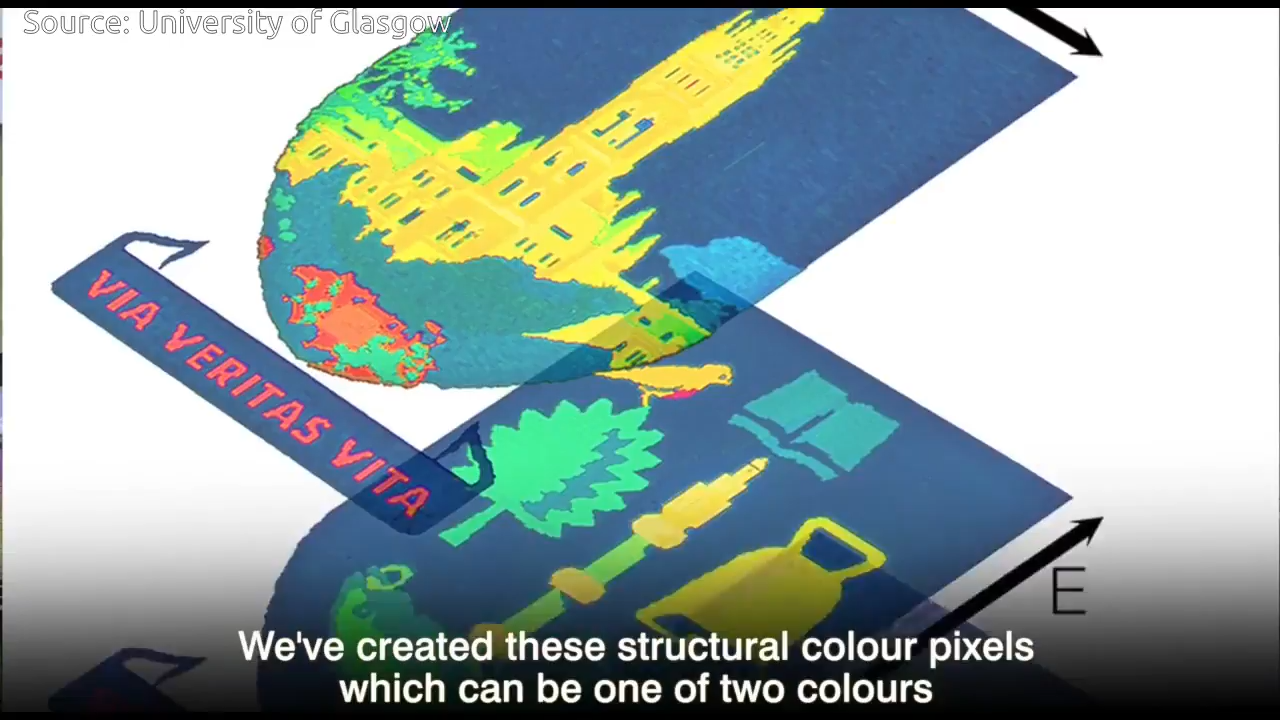 Source: University of Glasgow
VIA VERITAS VITA
E
We've created these structural colour pixels
which can be one of two colours